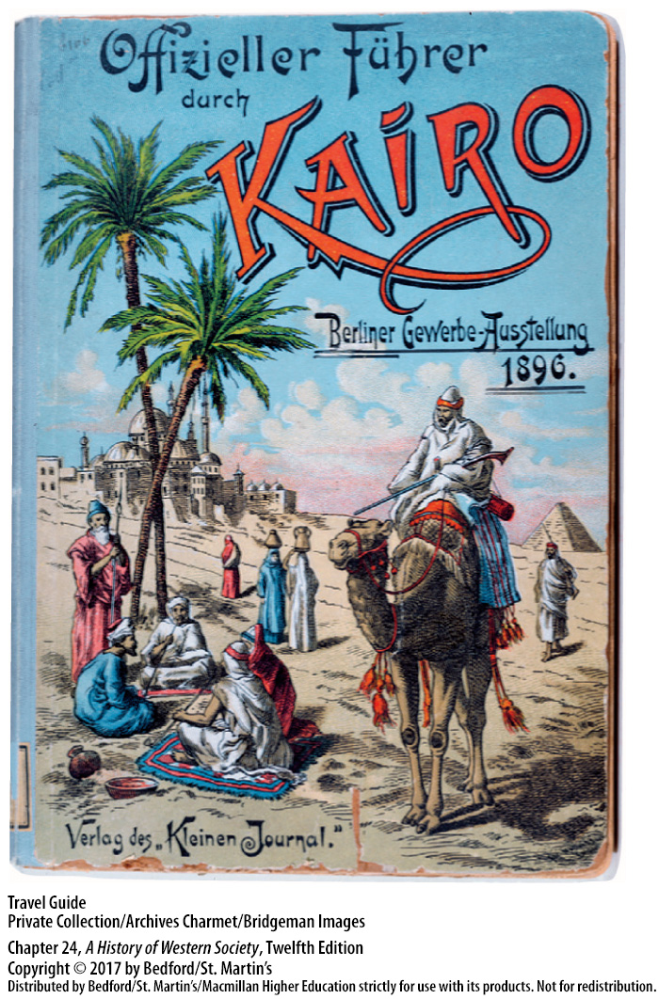 Offizieller Führer
durch
KAIRO
Berliner Gewerbe-Ausstellung
1896.
Verlag des „Kleinen Journal."
Travel Guide
Private Collection/Archives Charmet/Bridgeman Images
Chapter 24, A History of Western Society, Twelfth Edition
Copyright © 2017 by Bedford/St. Martin's
Distributed by Bedford/St. Martin's/Macmillan Higher Education strictly for use with its products. Not for redistribution.